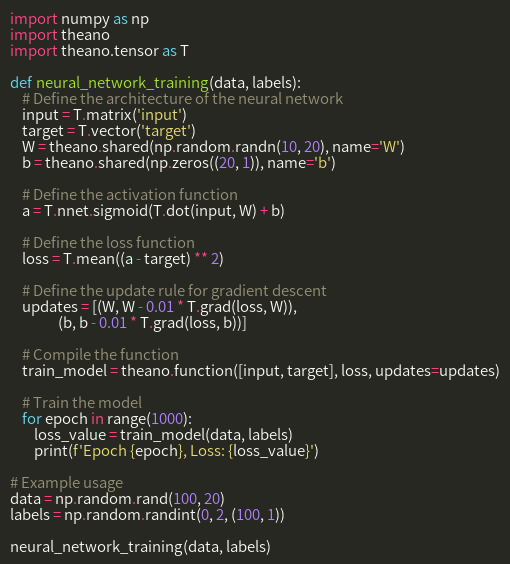 import numpy as np
import theano
import theano.tensor as T

def neural_network_training(data, labels):
    # Define the architecture of the neural network
    input = T.matrix('input')
    target = T.vector('target')
    W = theano.shared(np.random.randn(10, 20), name='W')
    b = theano.shared(np.zeros((20, 1)), name='b')

    # Define the activation function
    a = T.nnet.sigmoid(T.dot(input, W) + b)

    # Define the loss function
    loss = T.mean((a - target) ** 2)

    # Define the update rule for gradient descent
    updates = [(W, W - 0.01 * T.grad(loss, W)),
               (b, b - 0.01 * T.grad(loss, b))]

    # Compile the function
    train_model = theano.function([input, target], loss, updates=updates)

    # Train the model
    for epoch in range(1000):
        loss_value = train_model(data, labels)
        print(f'Epoch {epoch}, Loss: {loss_value}')

# Example usage
data = np.random.rand(100, 20)
labels = np.random.randint(0, 2, (100, 1))

neural_network_training(data, labels)